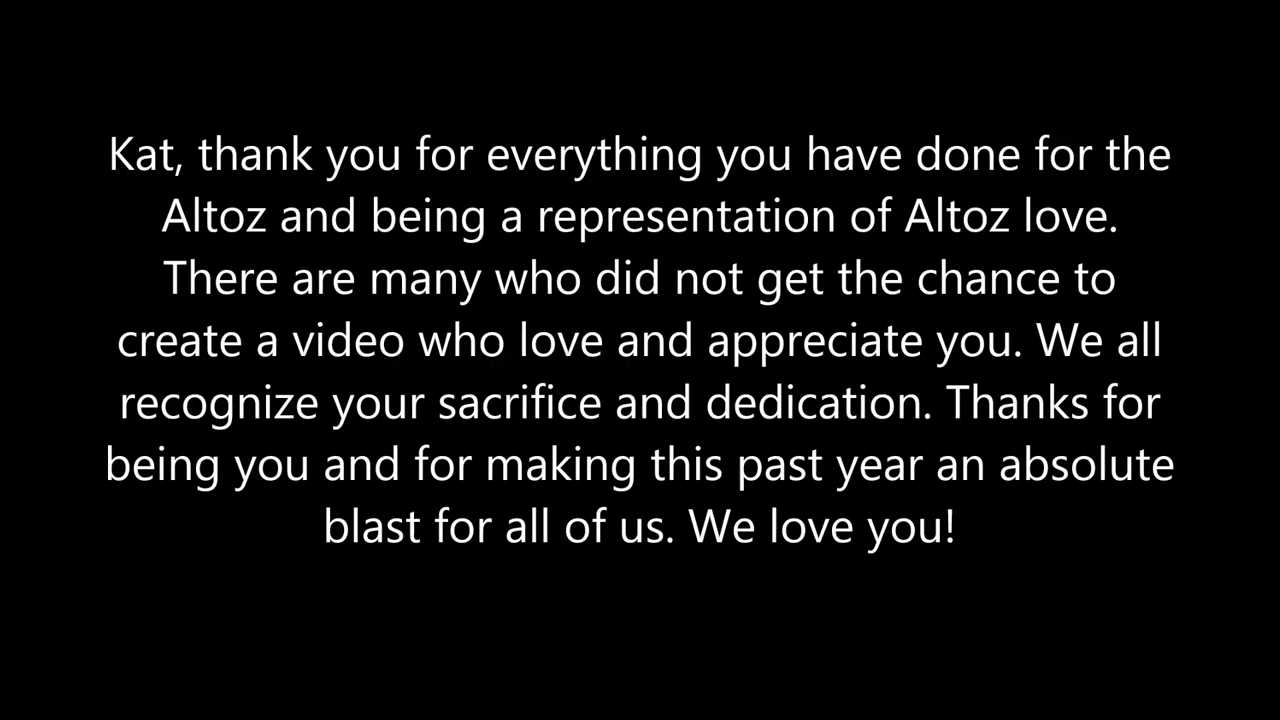 Kat, thank you for everything you have done for the
Altoz and being a representation of Altoz love.
There are many who did not get the chance to
create a video who love and appreciate you. We all
recognize your sacrifice and dedication. Thanks for
being you and for making this past year an absolute
blast for all of us. We love you!